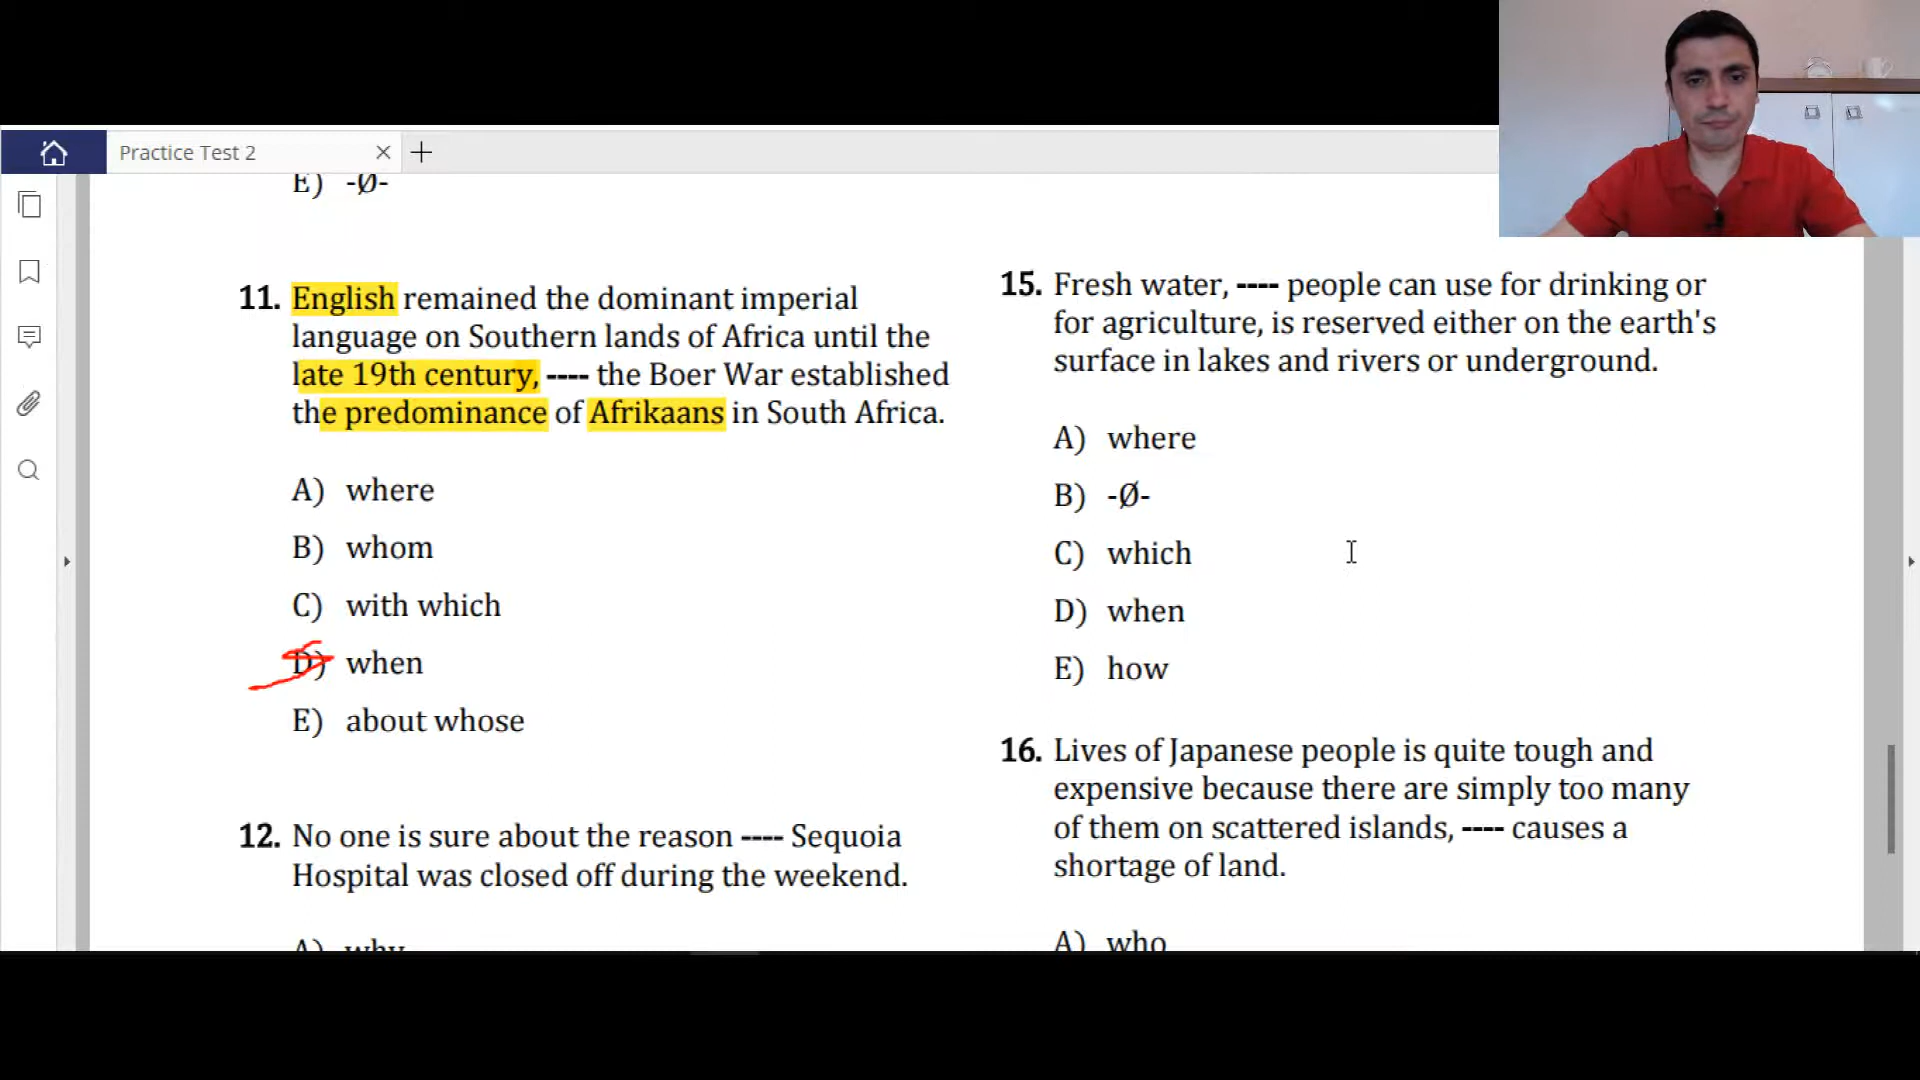 Practice Test 2
E) -Ø-
11. English remained the dominant imperial
language on Southern lands of Africa until the
late 19th century, ---- the Boer War established
the predominance of Afrikaans in South Africa.
A) where
B) whom
C) with which
D) when
E) about whose
12. No one is sure about the reason ---- Sequoia
Hospital was closed off during the weekend.
A) why
15. Fresh water, ---- people can use for drinking or
for agriculture, is reserved either on the earth's
surface in lakes and rivers or underground.
A) where
B) -Ø-
C) which
D) when
E) how
16. Lives of Japanese people is quite tough and
expensive because there are simply too many
of them on scattered islands, ---- causes a
shortage of land.
A) who